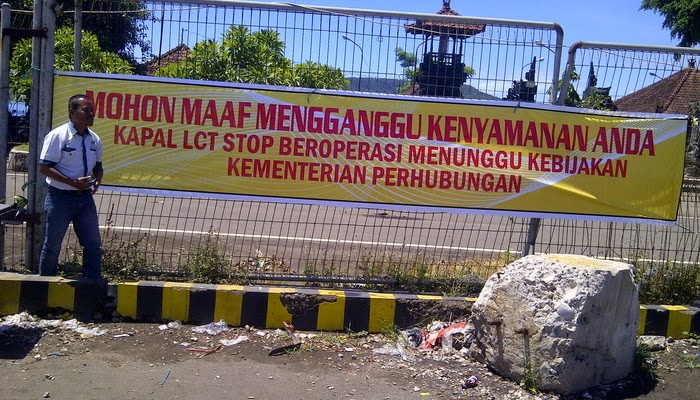 MOHON MAAF MENGGANGGU KENYAMANAN ANDA
KAPAL LCT STOP BEROPERASI MENUNGGU KEBIJAKAN
KEMENTERIAN PERHUBUNGAN